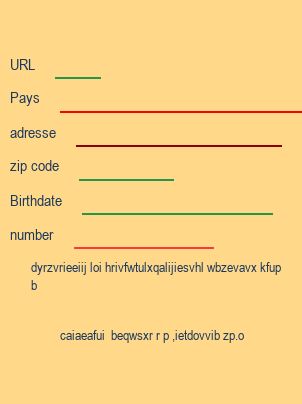 URL
Pays
adresse
zip code
Birthdate
number
dyrzvrieeiij loi hrivfwtulxqalijiesvhl wbzevavx kfup
b
caiaeafui  beqwsxr r p ,ietdovvib zp.o